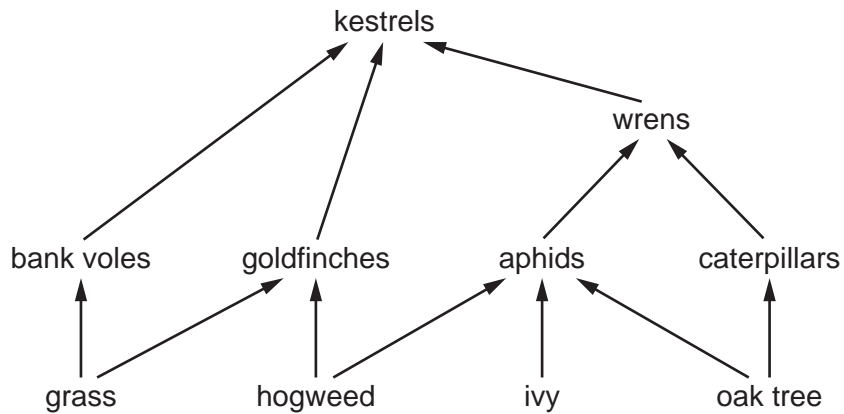 kestrels
wrens
bank voles goldfinches aphids caterpillars
grass hogweed ivy oak tree